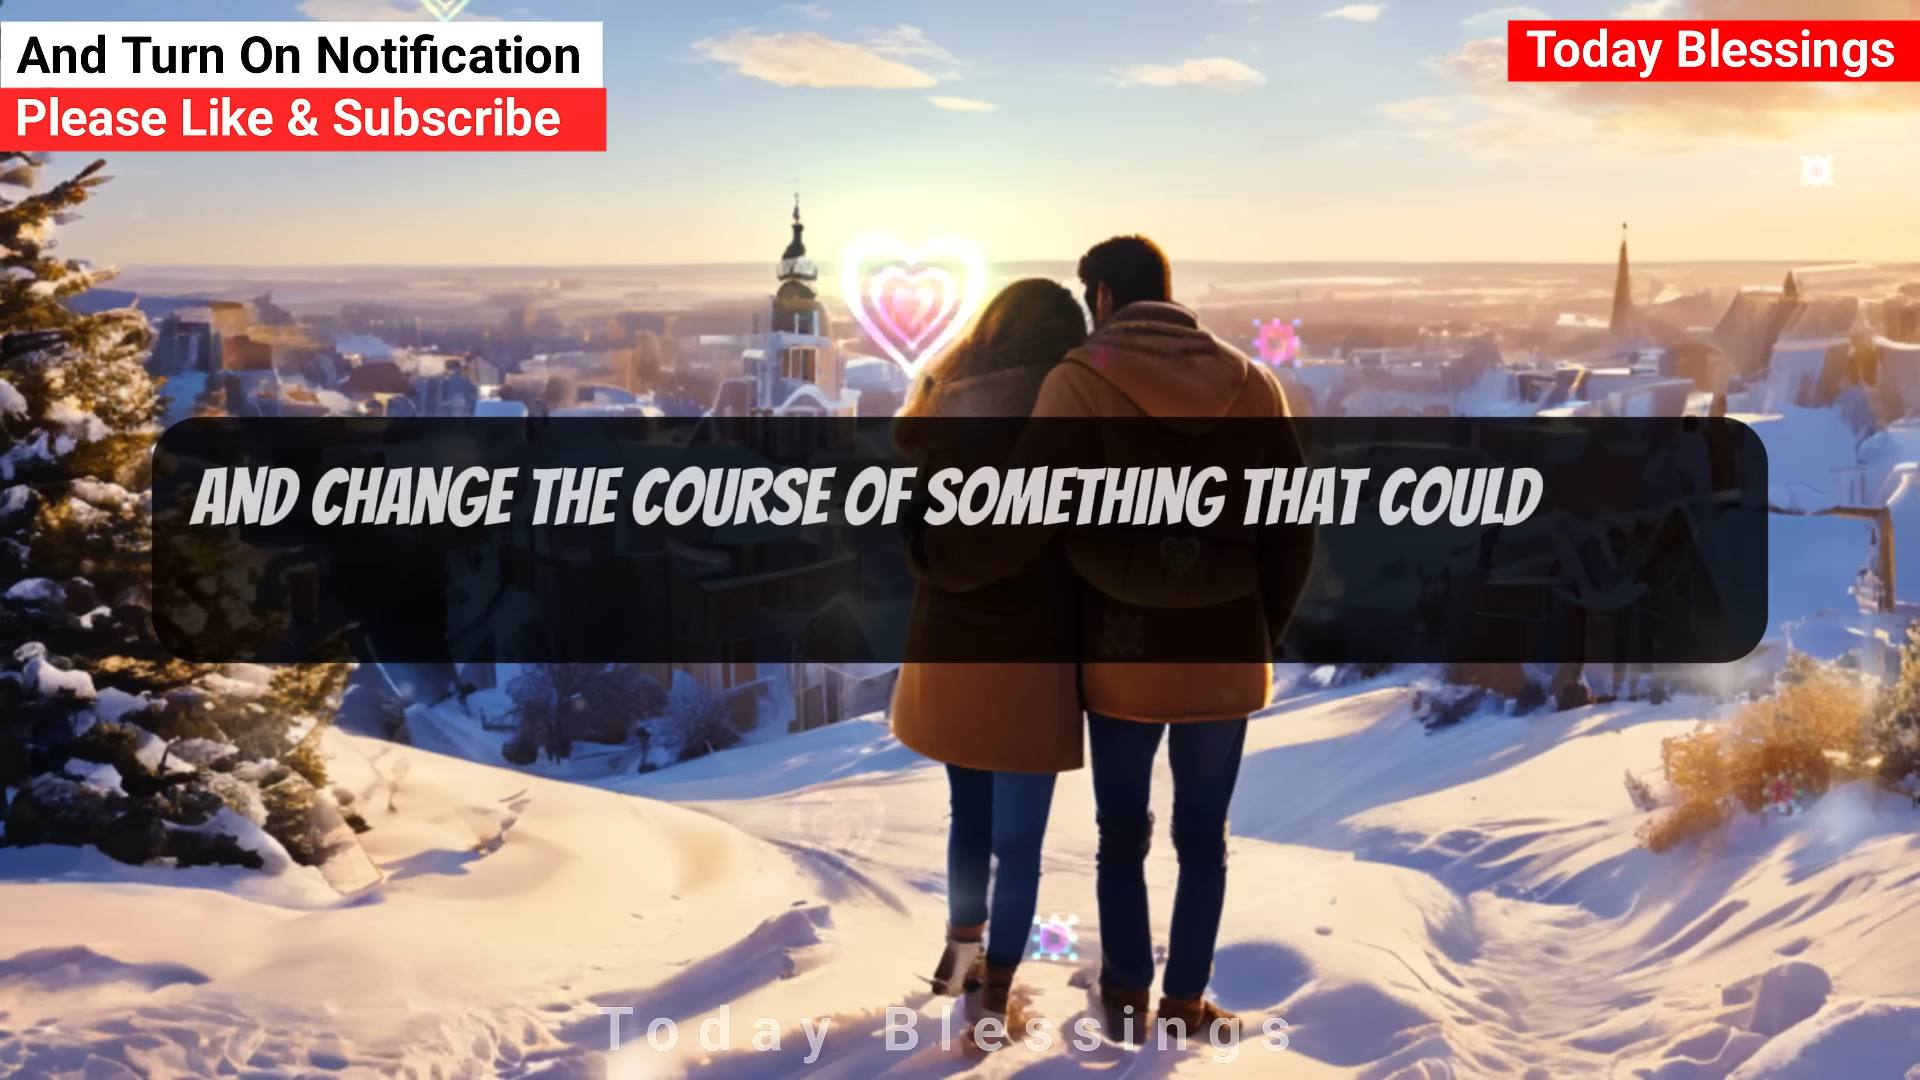 And Turn On Notification
Please Like & Subscribe
Today Blessings
AND CHANGE THE COURSE OF SOMETHING THAT COULD
Today Blessings